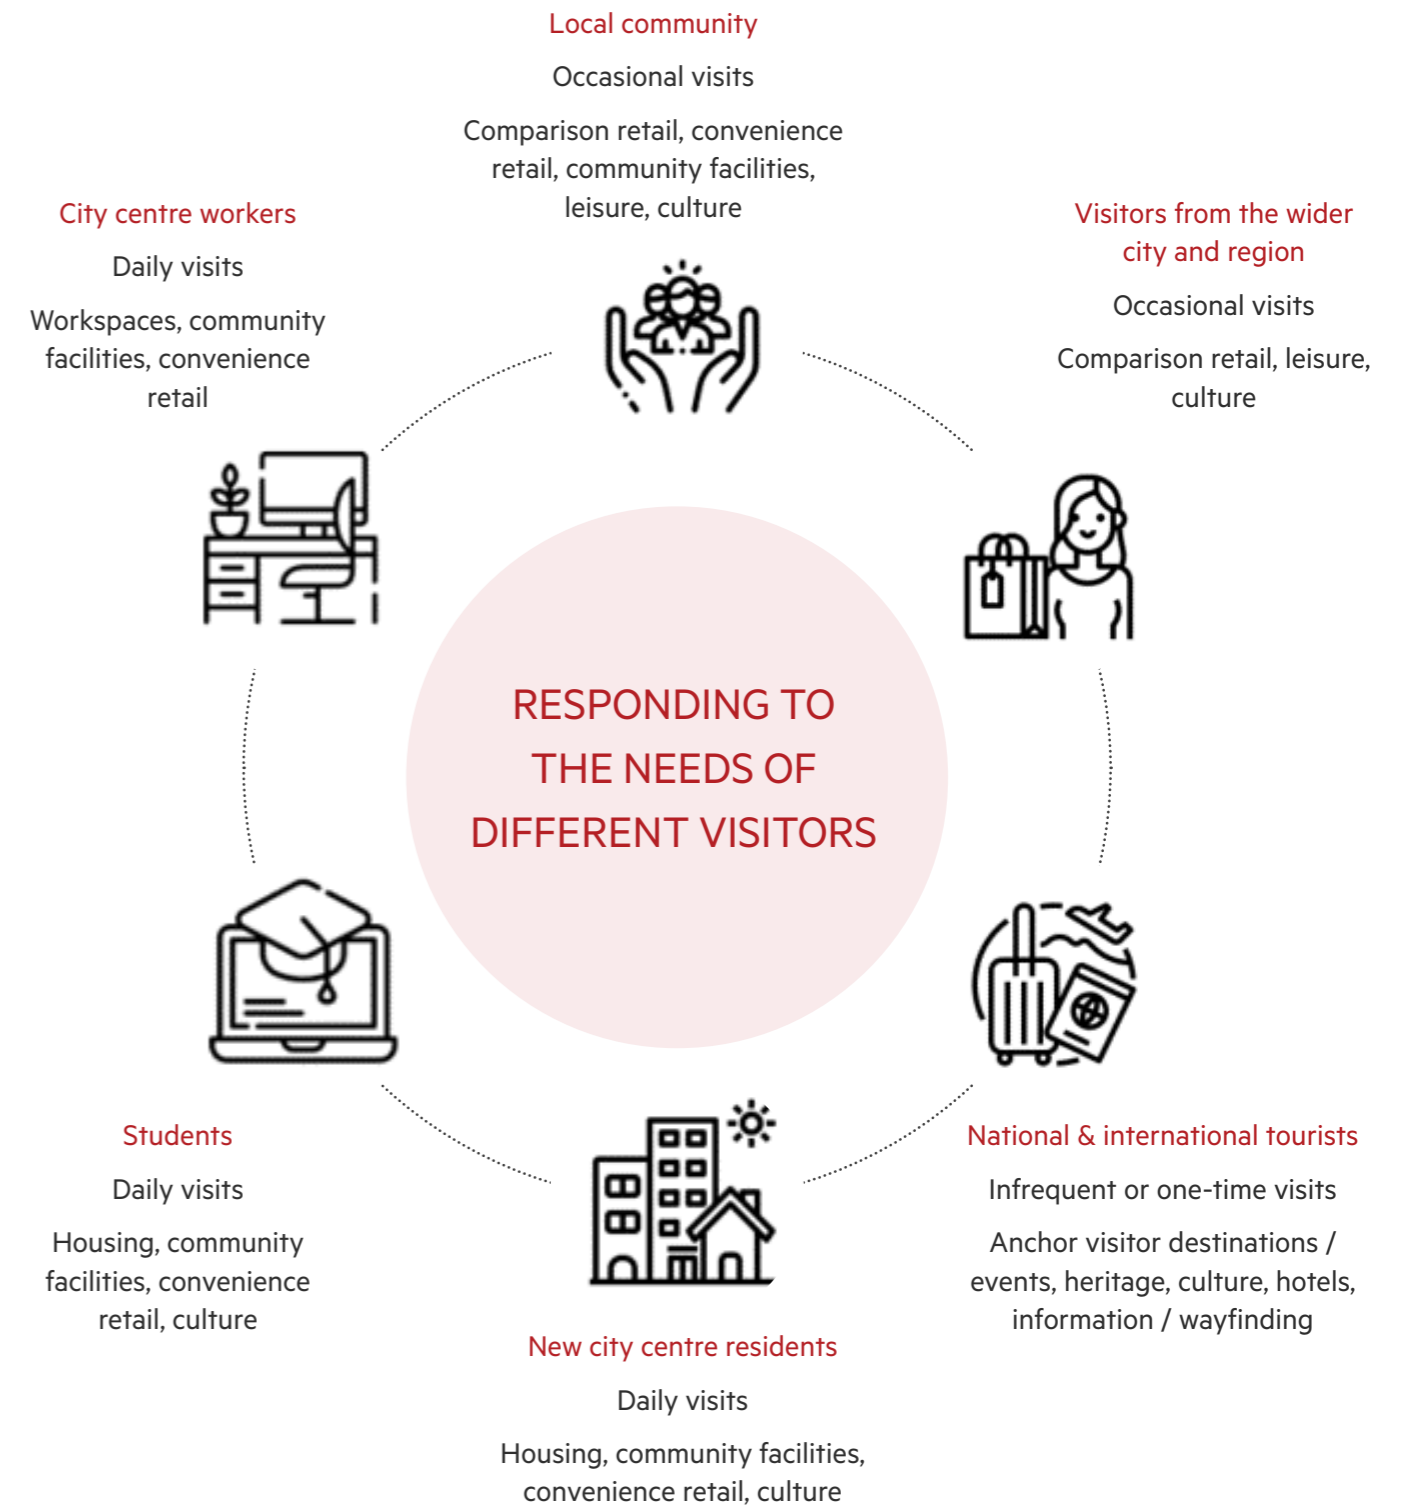 Local community
Occasional visits
Comparison retail, convenience
retail, community facilities,
leisure, culture
City centre workers
Daily visits
Workspaces, community
facilities, convenience
retail
Visitors from the wider
city and region
Occasional visits
Comparison retail, leisure,
culture
RESPONDING TO
THE NEEDS OF
DIFFERENT VISITORS
Students
Daily visits
Housing, community
facilities, convenience
retail, culture
National & international tourists
Infrequent or one-time visits
Anchor visitor destinations /
events, heritage, culture, hotels,
information / wayfinding
New city centre residents
Daily visits
Housing, community facilities,
convenience retail, culture